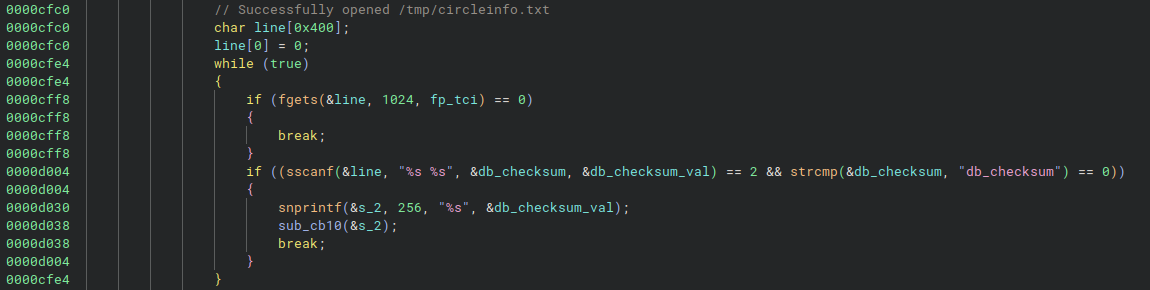 0000cfc0 // Successfully opened /tmp/circleinfo.txt
0000cfc0 char line[0x400];
0000cfc0 line[0] = 0;
0000cfe4 while (true)
0000cfe4 {
0000cff8 if (fgets(&line, 1024, fp_tci) == 0)
0000cff8 {
0000cff8 break;
0000cff8 }
0000d004 if ((sscanf(&line, "%s %s", &db_checksum, &db_checksum_val) == 2 && strcmp(&db_checksum, "db_checksum") == 0))
0000d004 {
0000d030 snprintf(&s_2, 256, "%s", &db_checksum_val);
0000d038 sub_cb10(&s_2);
0000d038 break;
0000d004 }
0000cfe4 }